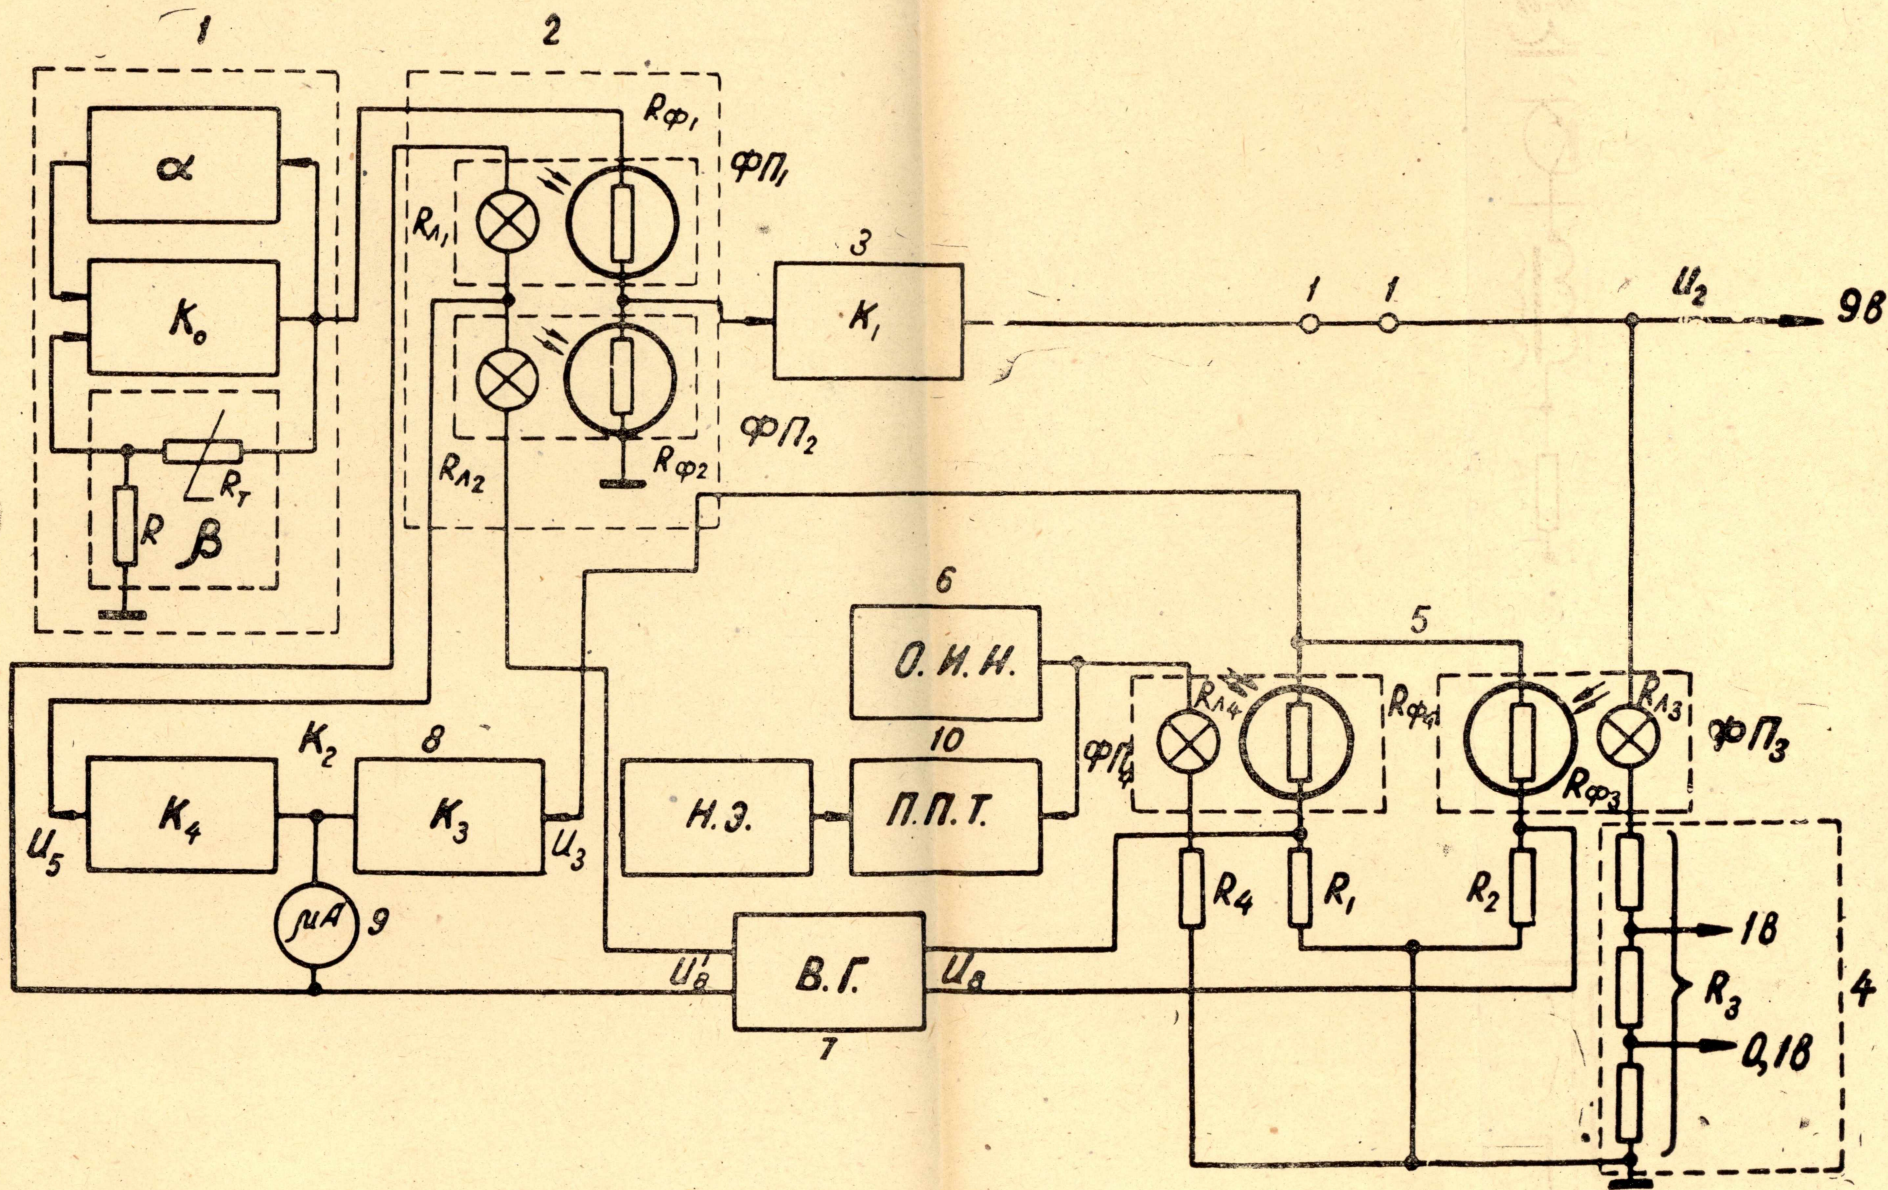 1
2
α
K₀
R
Rт
β
Rф₁
ФП₁
Rл₁
Rл₂
Rф₂
ФП₂
3
K₁
1
1
U₂
9В
6
О.И.Н.
5
10
Н.Э.
П.П.Т.
ФП₄
Rл₄
Rф₄
Rф₃
Rл₃
ФП₃
K₂
8
K₄
K₃
U₅
U₃
μA
9
U'₈
В.Г.
U₈
7
R₄
R₁
R₂
1В
R₃
4
0,1В